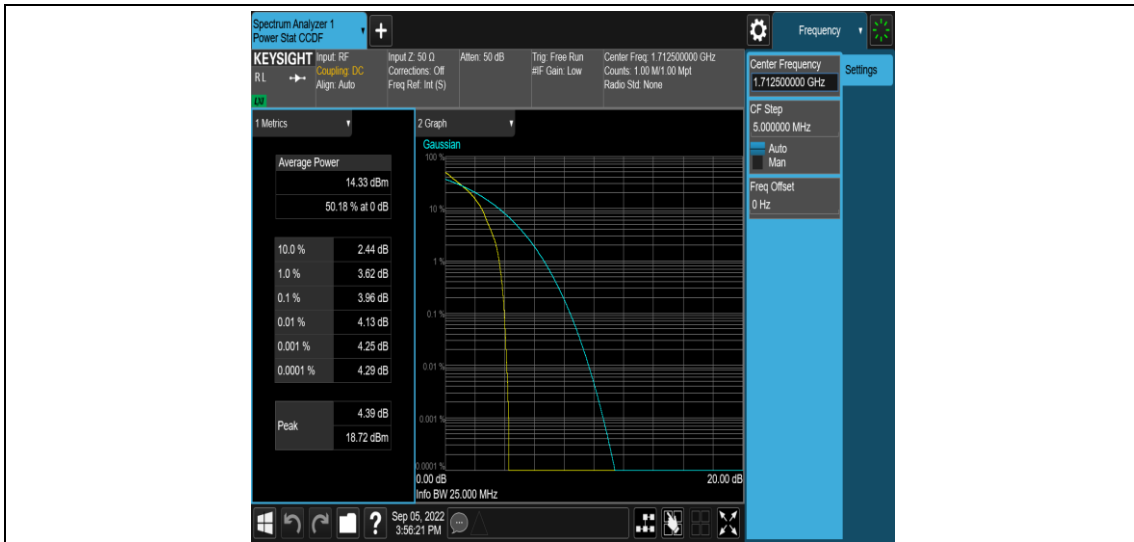 Spectrum Analyzer 1
Power Stat CCDF
+
Frequency
KEYSIGHT
RL
LXI
Input: RF
Coupling: DC
Align: Auto
Input Z: 50 Ω
Corrections: Off
Freq Ref: Int (S)
Atten: 50 dB
Trig: Free Run
#IF Gain: Low
Center Freq: 1.712500000 GHz
Counts: 1.00 M/1.00 Mpt
Radio Std: None
Center Frequency
1.712500000 GHz
Settings
CF Step
5.000000 MHz
Auto
Man
Freq Offset
0 Hz
1 Metrics
Average Power
14.33 dBm
50.18 % at 0 dB
10.0 % 2.44 dB
1.0 % 3.62 dB
0.1 % 3.96 dB
0.01 % 4.13 dB
0.001 % 4.25 dB
0.0001 % 4.29 dB
Peak
4.39 dB
18.72 dBm
2 Graph
Gaussian
100 %
10 %
1 %
0.1 %
0.01 %
0.001 %
0.0001 %
0.00 dB 20.00 dB
Info BW 25.000 MHz
?
Sep 05, 2022
3:56:21 PM